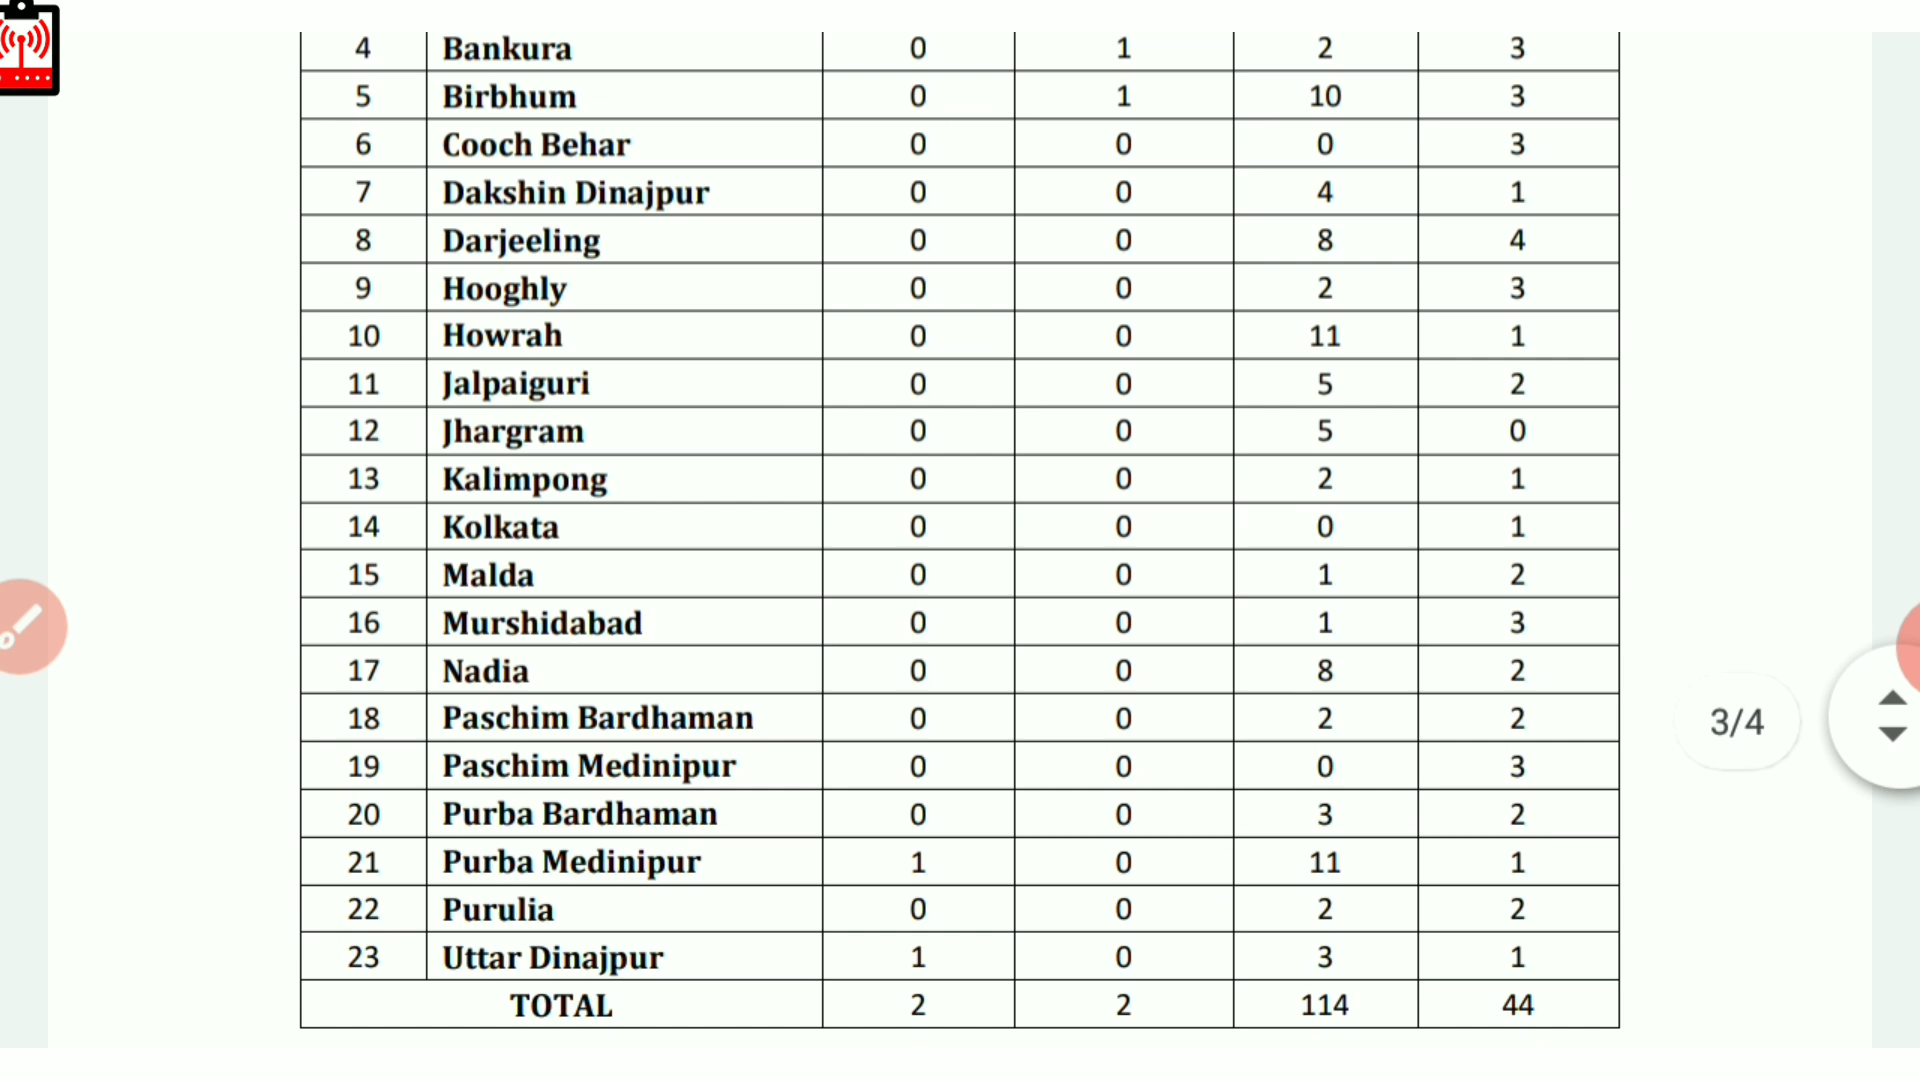 4 Bankura 0 1 2 3
5 Birbhum 0 1 10 3
6 Cooch Behar 0 0 0 3
7 Dakshin Dinajpur 0 0 4 1
8 Darjeeling 0 0 8 4
9 Hooghly 0 0 2 3
10 Howrah 0 0 11 1
11 Jalpaiguri 0 0 5 2
12 Jhargram 0 0 5 0
13 Kalimpong 0 0 2 1
14 Kolkata 0 0 0 1
15 Malda 0 0 1 2
16 Murshidabad 0 0 1 3
17 Nadia 0 0 8 2
18 Paschim Bardhaman 0 0 2 2
3/4
19 Paschim Medinipur 0 0 0 3
20 Purba Bardhaman 0 0 3 2
21 Purba Medinipur 1 0 11 1
22 Purulia 0 0 2 2
23 Uttar Dinajpur 1 0 3 1
TOTAL 2 2 114 44